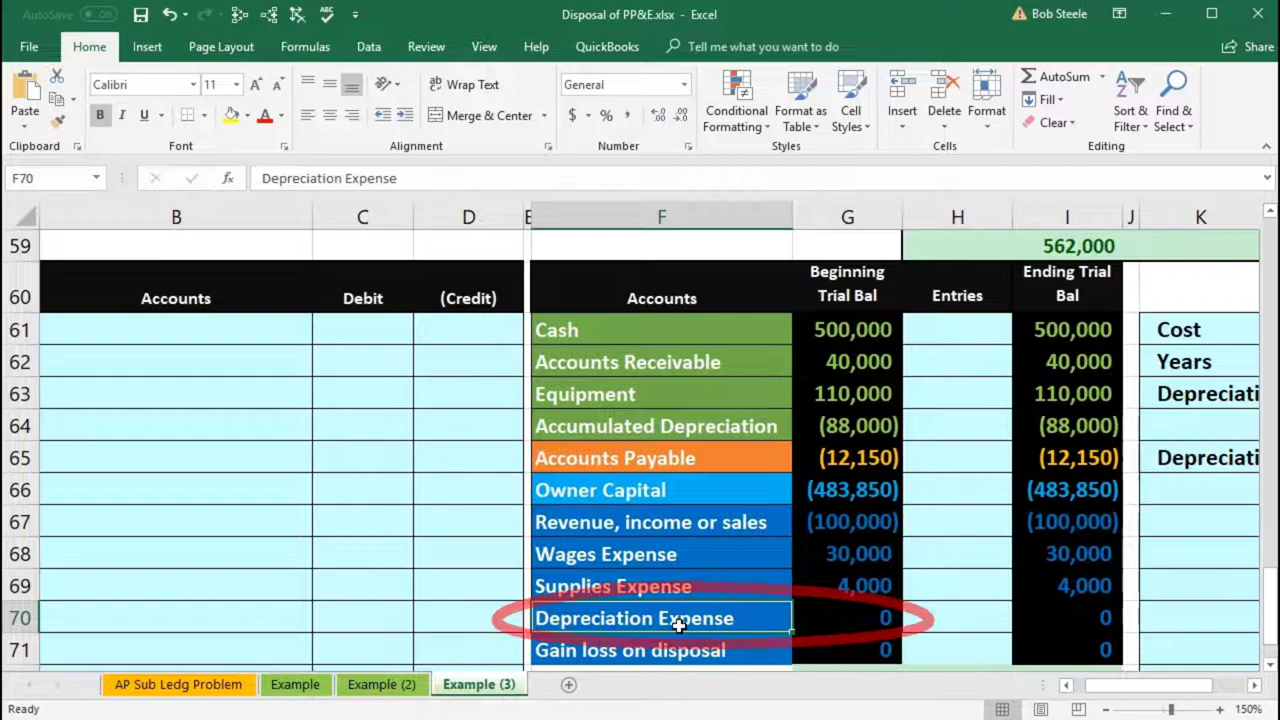 AutoSave Off Disposal of PP&E.xlsx - Excel Bob Steele
File Home Insert Page Layout Formulas Data Review View Help QuickBooks Tell me what you want to do Share
Paste Calibri 11 B I U Wrap Text Merge & Center General $ % Conditional Formatting Format as Table Cell Styles Insert Delete Format AutoSum Fill Clear Sort & Filter Find & Select
Clipboard Font Alignment Number Styles Cells Editing
F70 fx Depreciation Expense
B C D E F G H I J K
59 562,000
60 Accounts Debit (Credit) Accounts Beginning Trial Bal Entries Ending Trial Bal
61 Cash 500,000 500,000 Cost
62 Accounts Receivable 40,000 40,000 Years
63 Equipment 110,000 110,000 Depreciati
64 Accumulated Depreciation (88,000) (88,000)
65 Accounts Payable (12,150) (12,150) Depreciati
66 Owner Capital (483,850) (483,850)
67 Revenue, income or sales (100,000) (100,000)
68 Wages Expense 30,000 30,000
69 Supplies Expense 4,000 4,000
70 Depreciation Expense 0 0
71 Gain loss on disposal 0 0
AP Sub Ledg Problem Example Example (2) Example (3)
Ready 150%